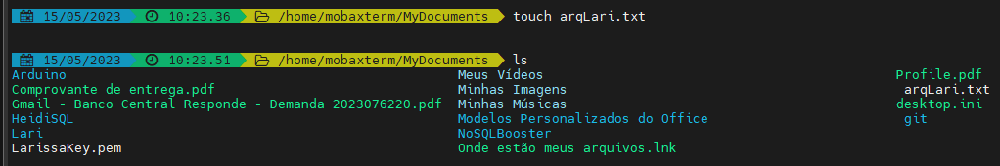 15/05/2023 10:23.36 /home/mobaxterm/MyDocuments touch arqLari.txt
15/05/2023 10:23.51 /home/mobaxterm/MyDocuments ls
Arduino Meus Vídeos Profile.pdf
Comprovante de entrega.pdf Minhas Imagens arqLari.txt
Gmail - Banco Central Responde - Demanda 2023076220.pdf Minhas Músicas desktop.ini
HeidiSQL Modelos Personalizados do Office git
Lari NoSQLBooster
LarissaKey.pem Onde estão meus arquivos.lnk